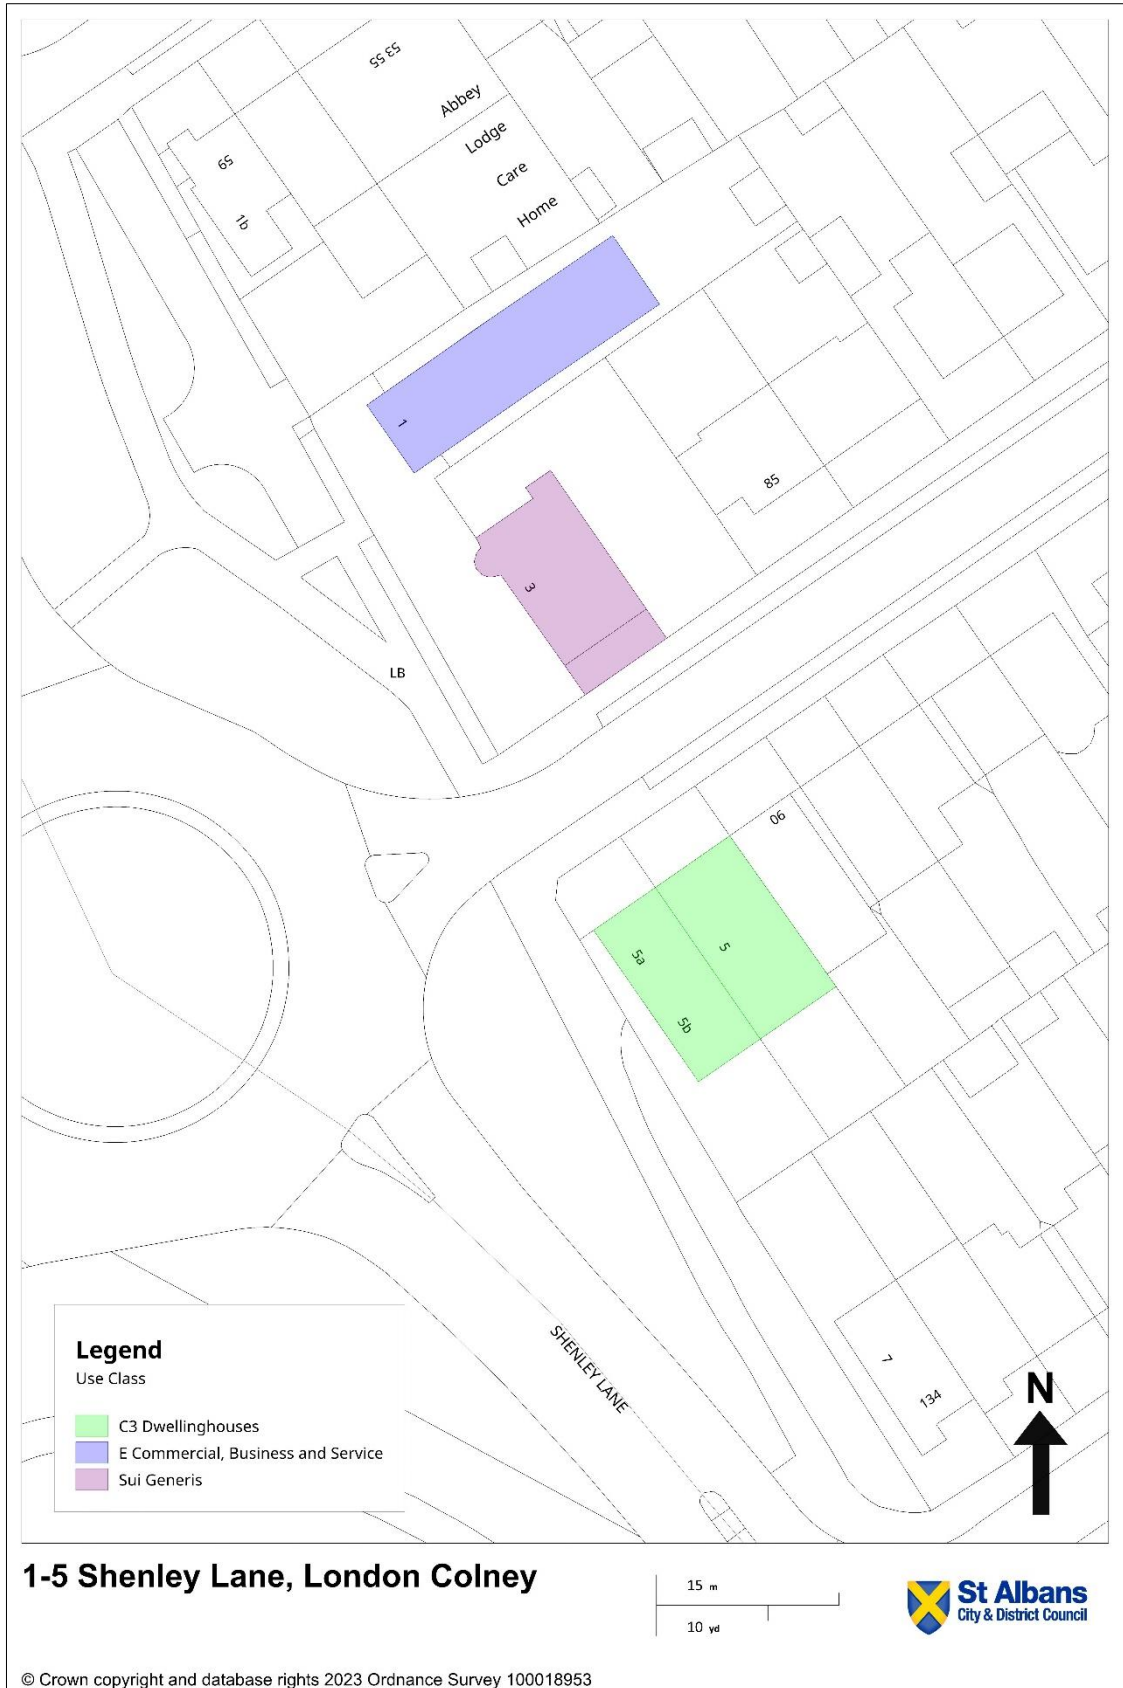 53 55
Abbey
Lodge
Care
Home
59
1b
1
85
3
LB
90
5a
5
5b
SHENLEY LANE
7
134
N
Legend
Use Class
C3 Dwellinghouses
E Commercial, Business and Service
Sui Generis
1-5 Shenley Lane, London Colney
15 m
10 yd
St Albans
City & District Council
© Crown copyright and database rights 2023 Ordnance Survey 100018953